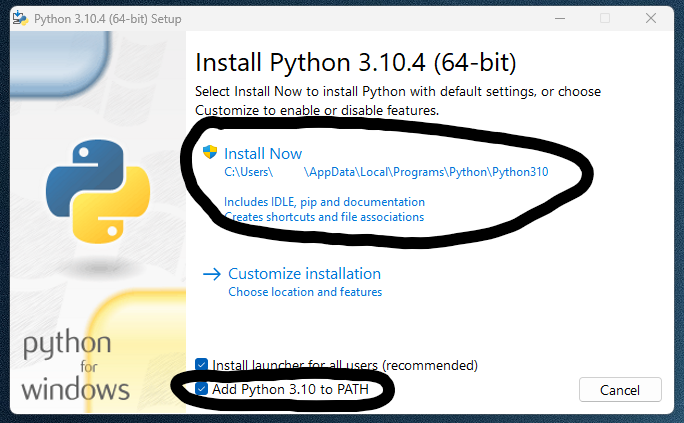 Python 3.10.4 (64-bit) Setup
Install Python 3.10.4 (64-bit)
Select Install Now to install Python with default settings, or choose
Customize to enable or disable features.
Install Now
C:\Users\ \AppData\Local\Programs\Python\Python310
Includes IDLE, pip and documentation
Creates shortcuts and file associations
Customize installation
Choose location and features
python
for
windows
Install launcher for all users (recommended)
Add Python 3.10 to PATH
Cancel